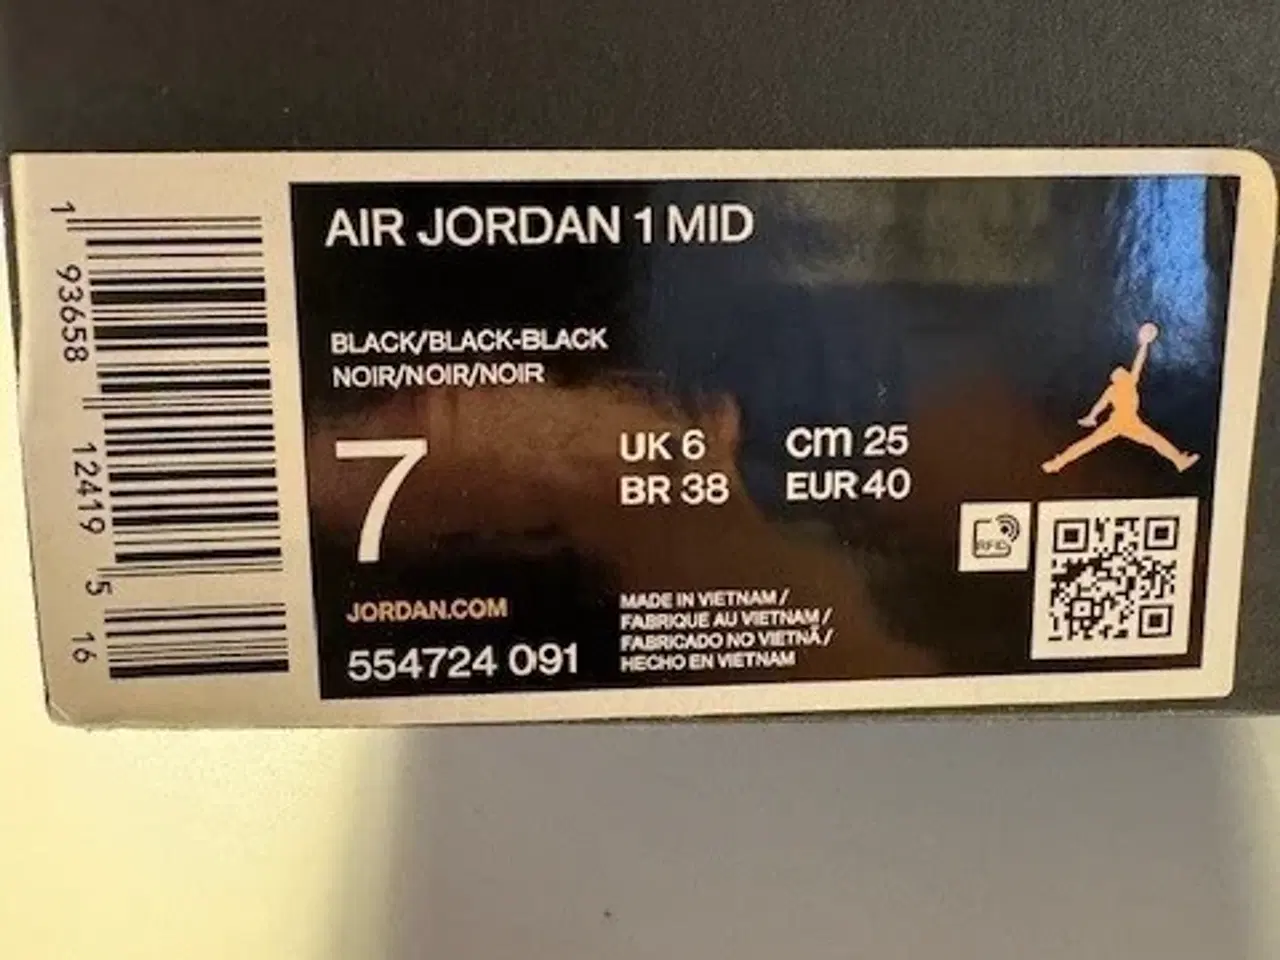 1 93658 12419 5 16
AIR JORDAN 1 MID
BLACK/BLACK-BLACK
NOIR/NOIR/NOIR
7
UK 6 cm 25
BR 38 EUR 40
RFID
JORDAN.COM
554724 091
MADE IN VIETNAM /
FABRIQUE AU VIETNAM /
FABRICADO NO VIETNÃ /
HECHO EN VIETNAM